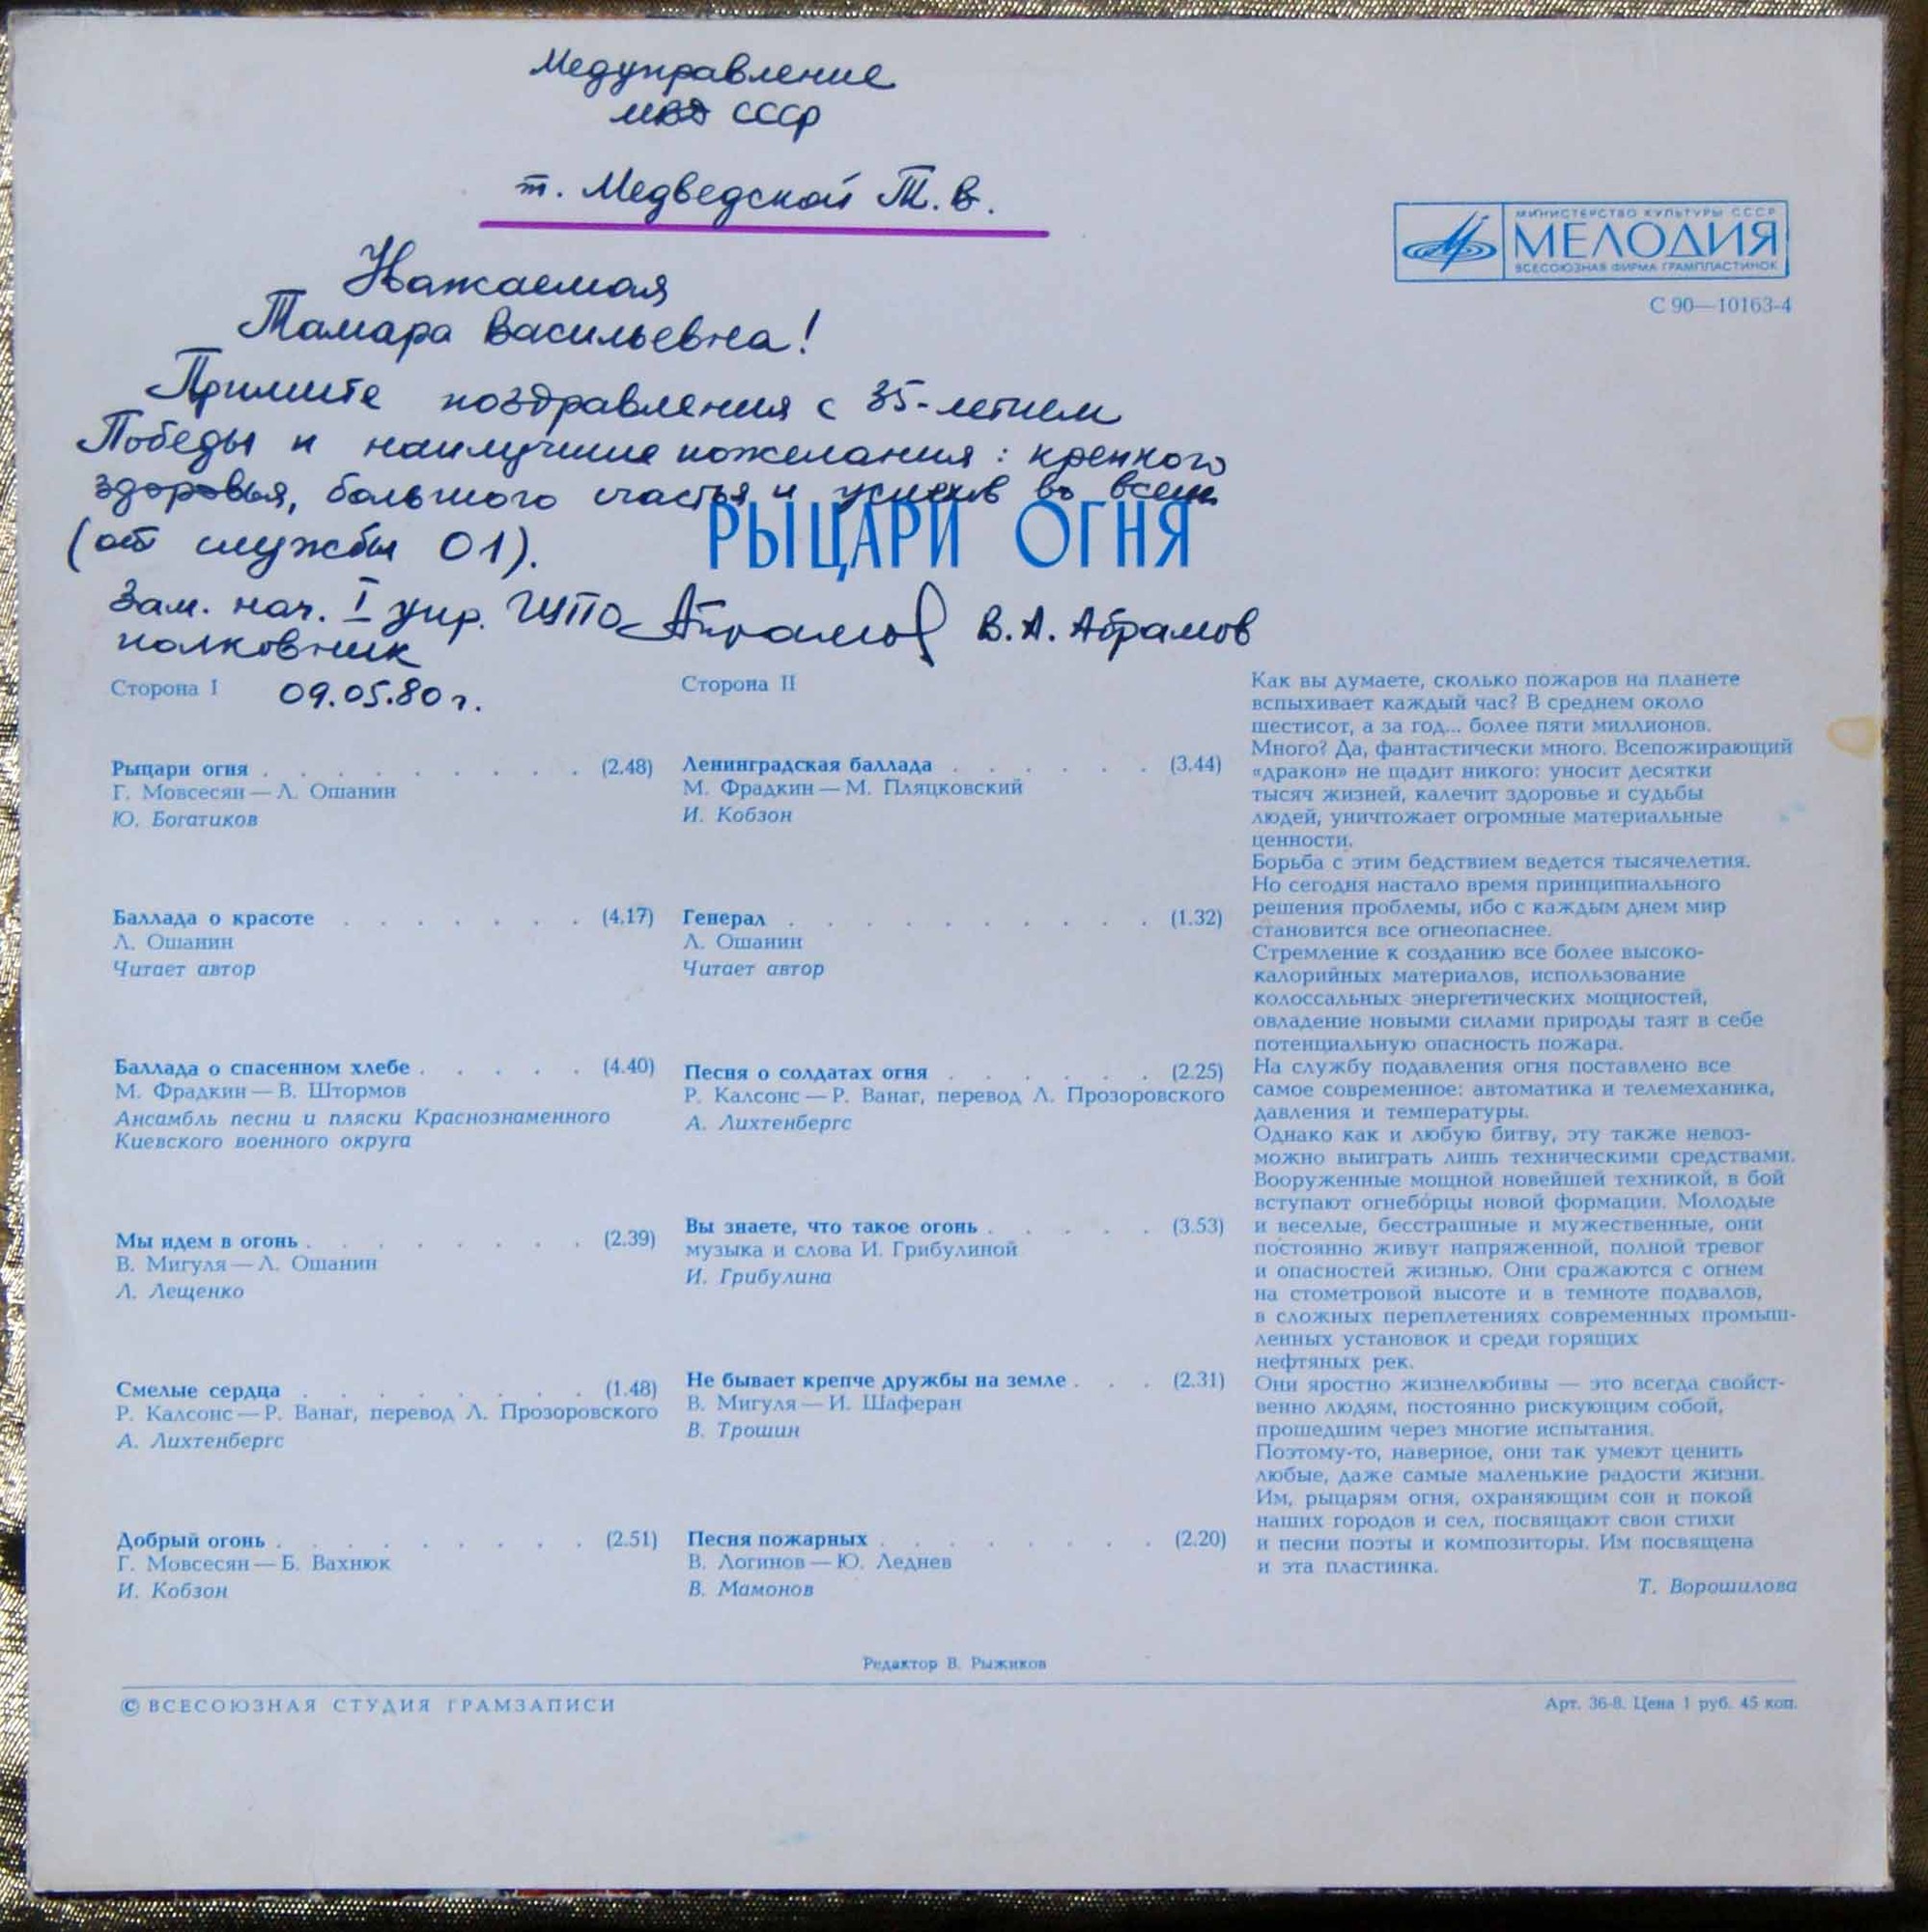 Медуправление
МВД СССР
т. Медведской Т.В.
Уважаемая
Тамара Васильевна!
Примите поздравления с 35-летием
Победы и наилучшие пожелания: крепкого
здоровья, большого счастья и успехов во всем
(от службы 01).
РЫЦАРИ ОГНЯ
Зам. нач. I упр. ГУПО Абрамов В.А. Абрамов
полковник
09.05.80 г.
МИНИСТЕРСТВО КУЛЬТУРЫ СССР
МЕЛОДИЯ
ВСЕСОЮЗНАЯ ФИРМА ГРАМПЛАСТИНОК
С 90—10163-4
Сторона I
Рыцари огня . . . . . . . . . (2.48)
Г. Мовсесян — Л. Ошанин
Ю. Богатиков
Баллада о красоте . . . . . . . (4.17)
Л. Ошанин
Читает автор
Баллада о спасенном хлебе . . . . . (4.40)
М. Фрадкин — В. Штормов
Ансамбль песни и пляски Краснознаменного
Киевского военного округа
Мы идем в огонь . . . . . . . . (2.39)
В. Мигуля — Л. Ошанин
Л. Лещенко
Смелые сердца . . . . . . . . (1.48)
Р. Калсонс — Р. Ванаг, перевод Л. Прозоровского
А. Лихтенбергс
Добрый огонь . . . . . . . . . (2.51)
Г. Мовсесян — Б. Вахнюк
И. Кобзон
Сторона II
Ленинградская баллада . . . . . . (3.44)
М. Фрадкин — М. Пляцковский
И. Кобзон
Генерал . . . . . . . . . . (1.32)
Л. Ошанин
Читает автор
Песня о солдатах огня . . . . . . (2.25)
Р. Калсонс — Р. Ванаг, перевод Л. Прозоровского
А. Лихтенбергс
Вы знаете, что такое огонь . . . . . (3.53)
музыка и слова И. Грибулиной
И. Грибулина
Не бывает крепче дружбы на земле . . . (2.31)
В. Мигуля — И. Шаферан
В. Трошин
Песня пожарных . . . . . . . . (2.20)
В. Логинов — Ю. Леднев
В. Мамонов
Как вы думаете, сколько пожаров на планете
вспыхивает каждый час? В среднем около
шестисот, а за год... более пяти миллионов.
Много? Да, фантастически много. Всепожирающий
«дракон» не щадит никого: уносит десятки
тысяч жизней, калечит здоровье и судьбы
людей, уничтожает огромные материальные
ценности.
Борьба с этим бедствием ведется тысячелетия.
Но сегодня настало время принципиального
решения проблемы, ибо с каждым днем мир
становится все огнеопаснее.
Стремление к созданию все более высоко-
калорийных материалов, использование
колоссальных энергетических мощностей,
овладение новыми силами природы таят в себе
потенциальную опасность пожара.
На службу подавления огня поставлено все
самое современное: автоматика и телемеханика,
давления и температуры.
Однако как и любую битву, эту также невоз-
можно выиграть лишь техническими средствами.
Вооруженные мощной новейшей техникой, в бой
вступают огнеборцы новой формации. Молодые
и веселые, бесстрашные и мужественные, они
постоянно живут напряженной, полной тревог
и опасностей жизнью. Они сражаются с огнем
на стометровой высоте и в темноте подвалов,
в сложных переплетениях современных промыш-
ленных установок и среди горящих
нефтяных рек.
Они яростно жизнелюбивы — это всегда свойст-
венно людям, постоянно рискующим собой,
прошедшим через многие испытания.
Поэтому-то, наверное, они так умеют ценить
любые, даже самые маленькие радости жизни.
Им, рыцарям огня, охраняющим сон и покой
наших городов и сел, посвящают свои стихи
и песни поэты и композиторы. Им посвящена
и эта пластинка.
Т. Ворошилова
Редактор В. Рыжиков
© ВСЕСОЮЗНАЯ СТУДИЯ ГРАМЗАПИСИ
Арт. 36-8. Цена 1 руб. 45 коп.